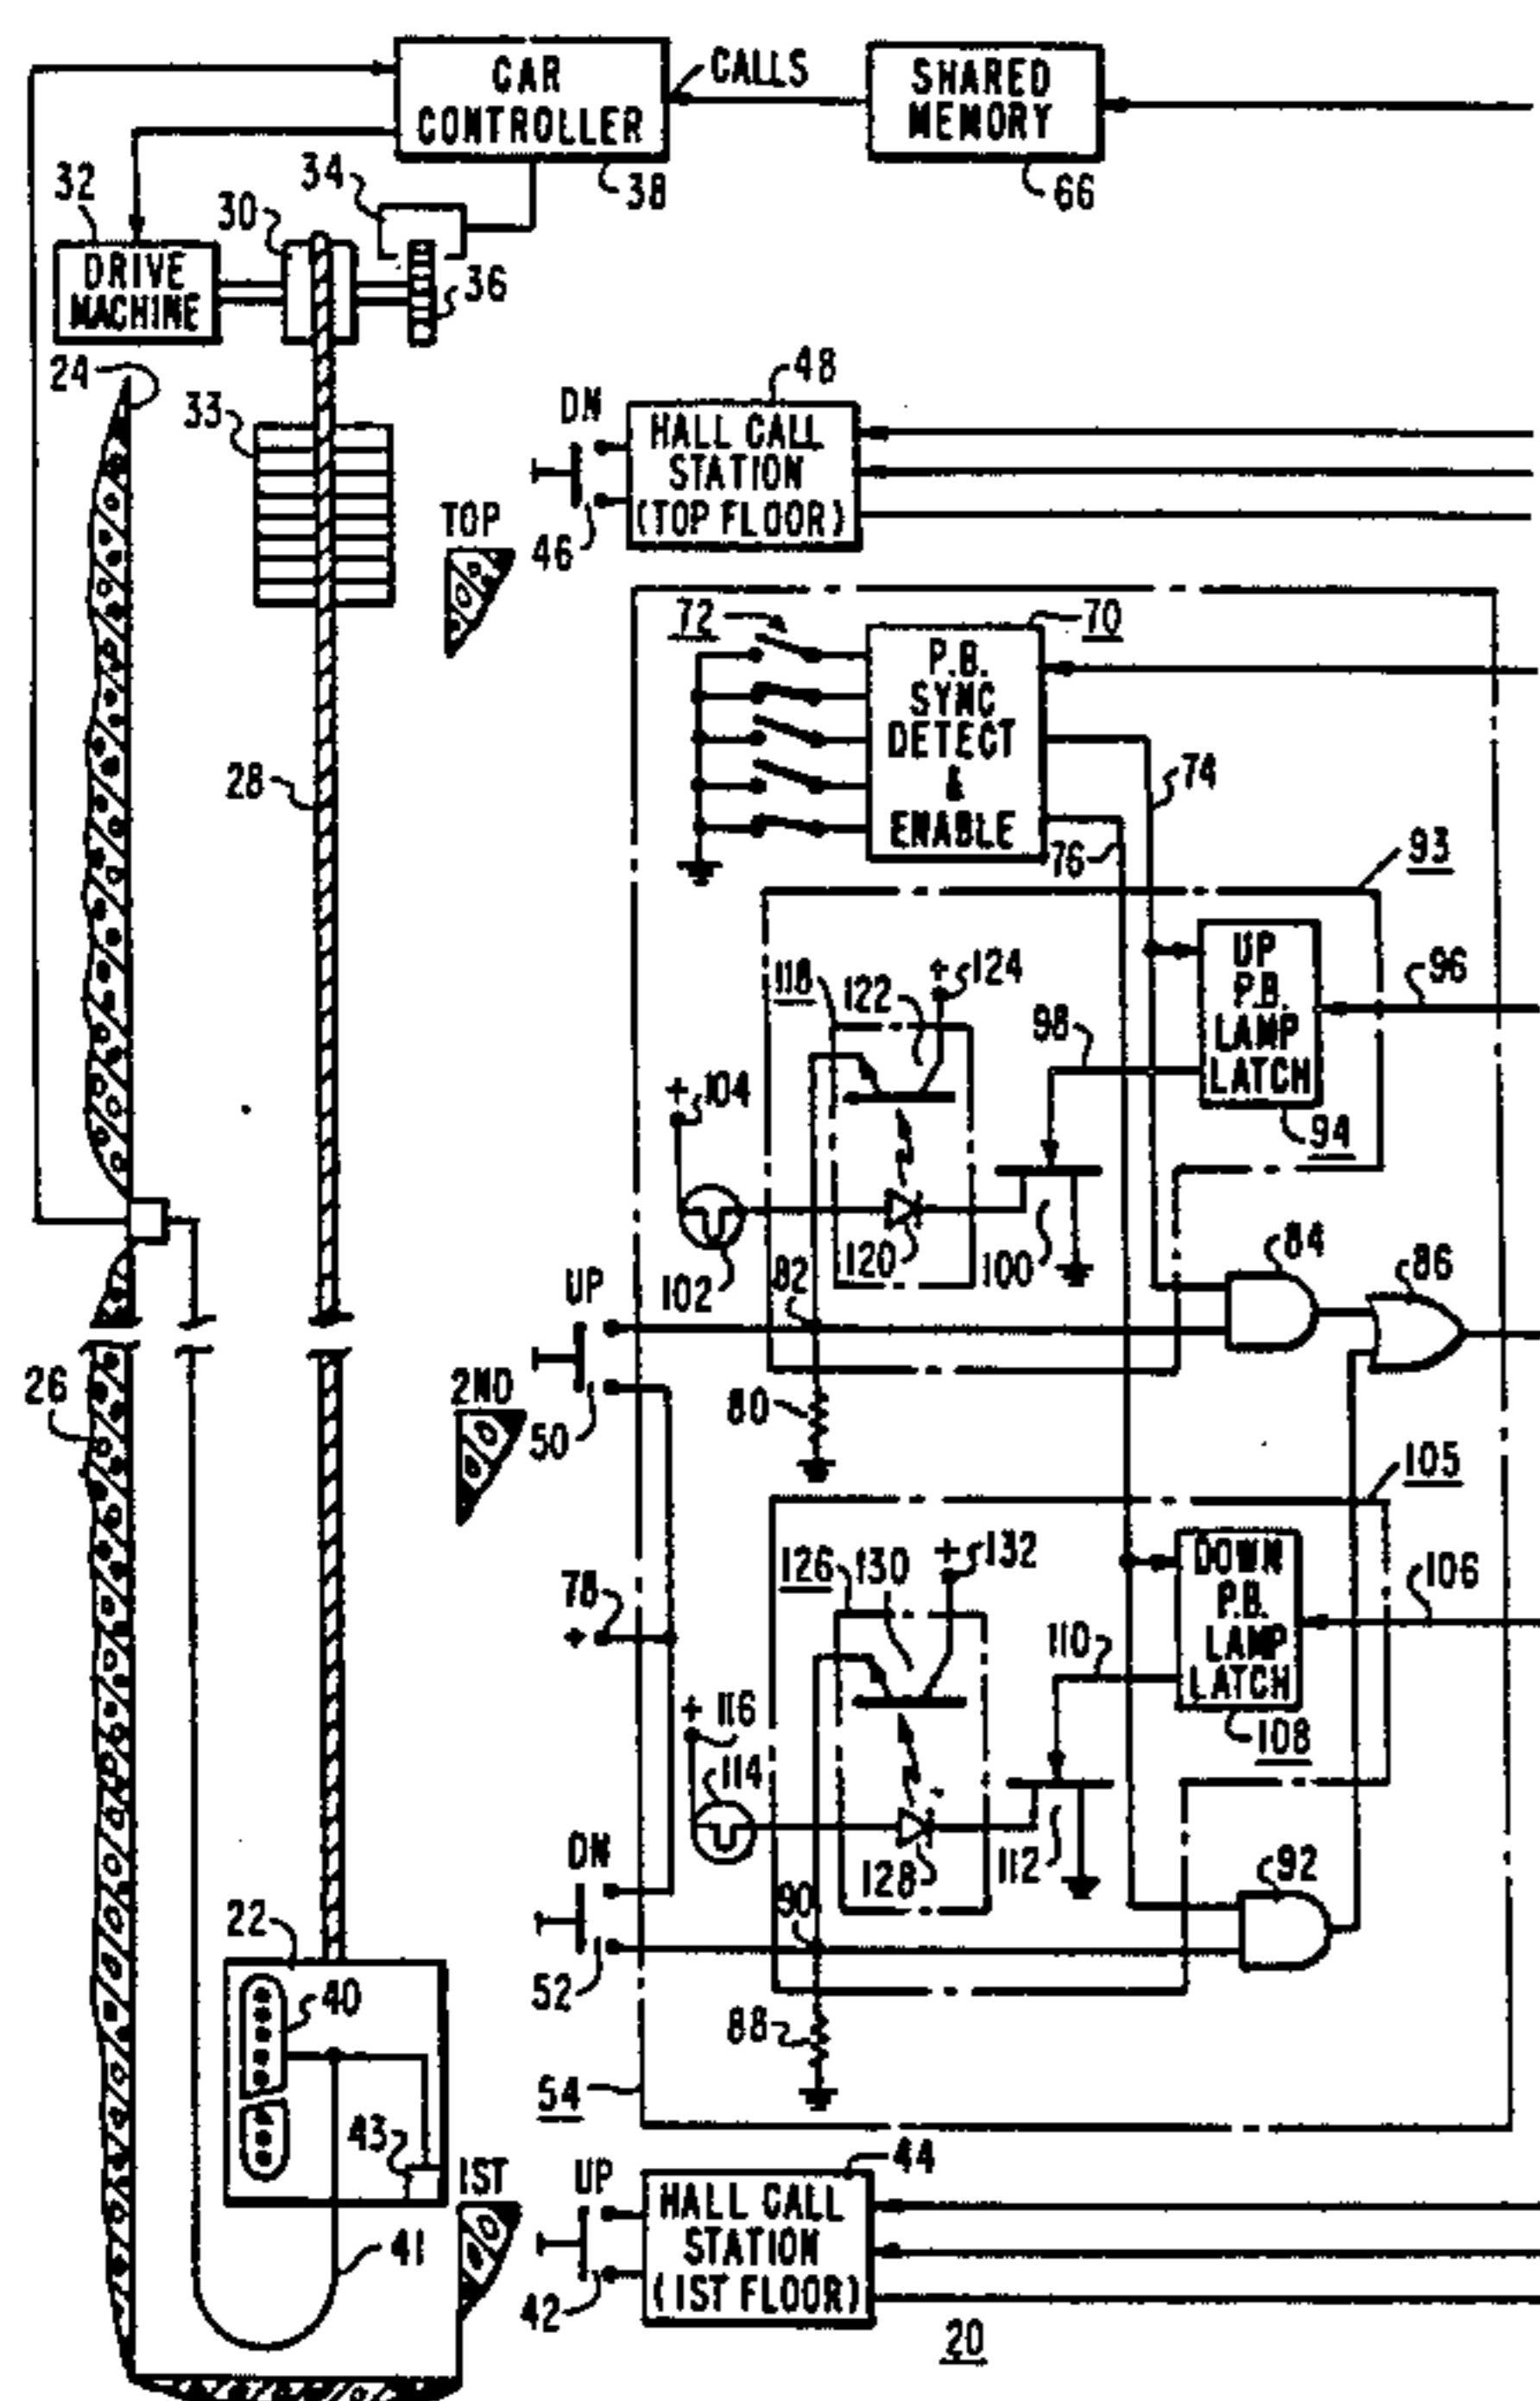 CAR
CONTROLLER
CALLS
SHARED
MEMORY
38
66
32
30
34
36
DRIVE
MACHINE
24
33
48
DN
HALL CALL
STATION
(TOP FLOOR)
46
TOP
72
70
P.B.
SYNC
DETECT
&
ENABLE
28
74
76
93
UP
P.B.
LAMP
LATCH
96
94
118
122
+ 124
98
+ 104
102
120
100
82
84
86
UP
50
2ND
26
80
105
DOWN
P.B.
LAMP
LATCH
106
108
126
130
+ 132
110
78
+
+ 116
114
128
112
90
92
DN
52
88
22
40
43
41
54
1ST
UP
44
HALL CALL
STATION
(1ST FLOOR)
42
20